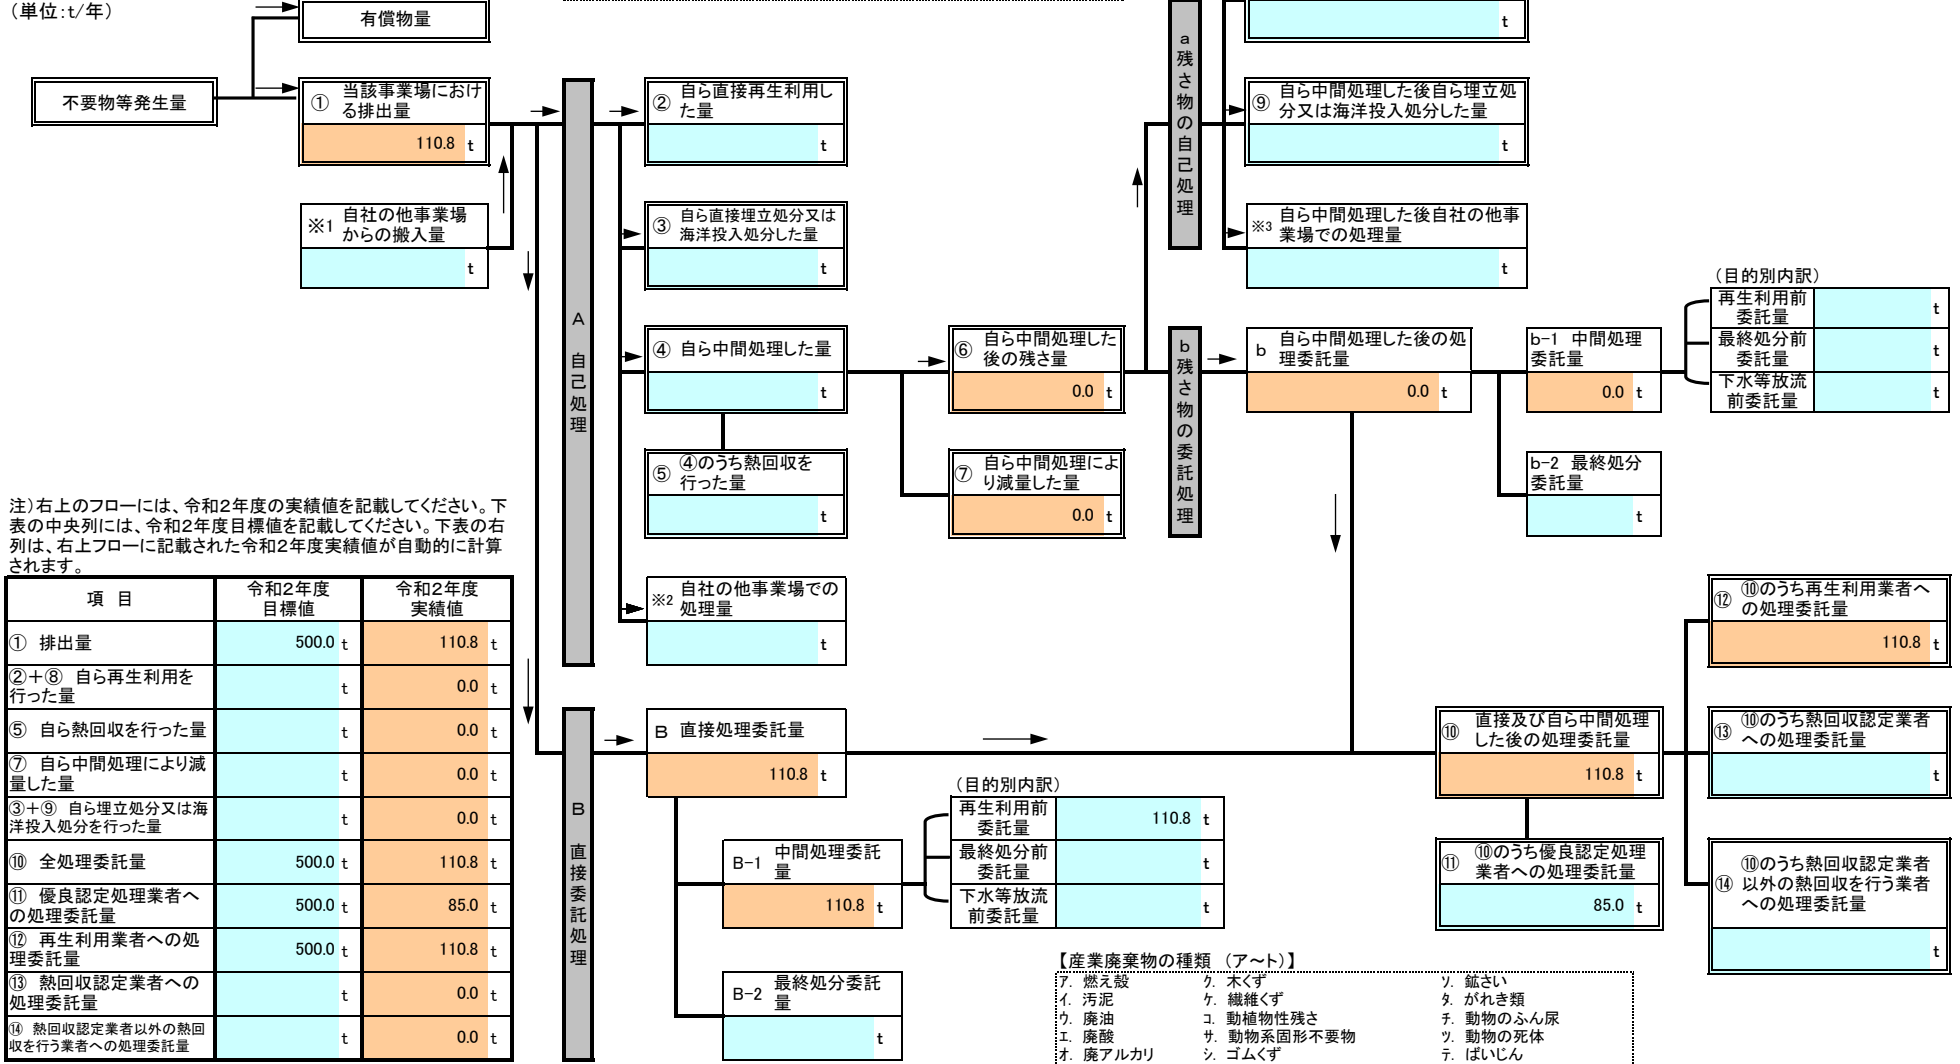 （単位:t/年）
有償物量
t
不要物等発生量
① 当該事業場におけ
る排出量
110.8 t
※1 自社の他事業場
からの搬入量
t
A 自己処理
② 自ら直接再生利用し
た量
t
③ 自ら直接埋立処分又は
海洋投入処分した量
t
④ 自ら中間処理した量
t
⑤ ④のうち熱回収を
行った量
t
※2 自社の他事業場での
処理量
t
⑥ 自ら中間処理した
後の残さ量
0.0 t
⑦ 自ら中間処理によ
り減量した量
0.0 t
a残さ物の自己処理
⑨ 自ら中間処理した後自ら埋立処
分又は海洋投入処分した量
t
※3 自ら中間処理した後自社の他事
業場での処理量
t
b残さ物の委託処理
b 自ら中間処理した後の処
理委託量
0.0 t
b-1 中間処理
委託量
0.0 t
b-2 最終処分
委託量
t
（目的別内訳）
再生利用前
委託量 t
最終処分前
委託量 t
下水等放流
前委託量 t
注）右上のフローには、令和2年度の実績値を記載してください。下
表の中央列には、令和2年度目標値を記載してください。下表の右
列は、右上フローに記載された令和2年度実績値が自動的に計算
されます。
項 目 令和2年度
目標値 令和2年度
実績値
① 排出量 500.0 t 110.8 t
②＋⑧ 自ら再生利用を
行った量 t 0.0 t
⑤ 自ら熱回収を行った量 t 0.0 t
⑦ 自ら中間処理により減
量した量 t 0.0 t
③＋⑨ 自ら埋立処分又は海
洋投入処分を行った量 t 0.0 t
⑩ 全処理委託量 500.0 t 110.8 t
⑪ 優良認定処理業者へ
の処理委託量 500.0 t 85.0 t
⑫ 再生利用業者への処
理委託量 500.0 t 110.8 t
⑬ 熱回収認定業者への
処理委託量 t 0.0 t
⑭ 熱回収認定業者以外の熱回
収を行う業者への処理委託量 t 0.0 t
B 直接委託処理
B 直接処理委託量
110.8 t
B-1 中間処理委託
量
110.8 t
B-2 最終処分委託
量
t
（目的別内訳）
再生利用前
委託量 110.8 t
最終処分前
委託量 t
下水等放流
前委託量 t
⑩ 直接及び自ら中間処理
した後の処理委託量
110.8 t
⑪ ⑩のうち優良認定処理
業者への処理委託量
85.0 t
⑫ ⑩のうち再生利用業者へ
の処理委託量
110.8 t
⑬ ⑩のうち熱回収認定業者
への処理委託量
t
⑭ ⑩のうち熱回収認定業者
以外の熱回収を行う業者
への処理委託量
t
【産業廃棄物の種類 （ア～ト）】
ア. 燃え殻 ク. 木くず ソ. 鉱さい
イ. 汚泥 ケ. 繊維くず タ. がれき類
ウ. 廃油 コ. 動植物性残さ チ. 動物のふん尿
エ. 廃酸 サ. 動物系固形不要物 ツ. 動物の死体
オ. 廃アルカリ シ. ゴムくず テ. ばいじん